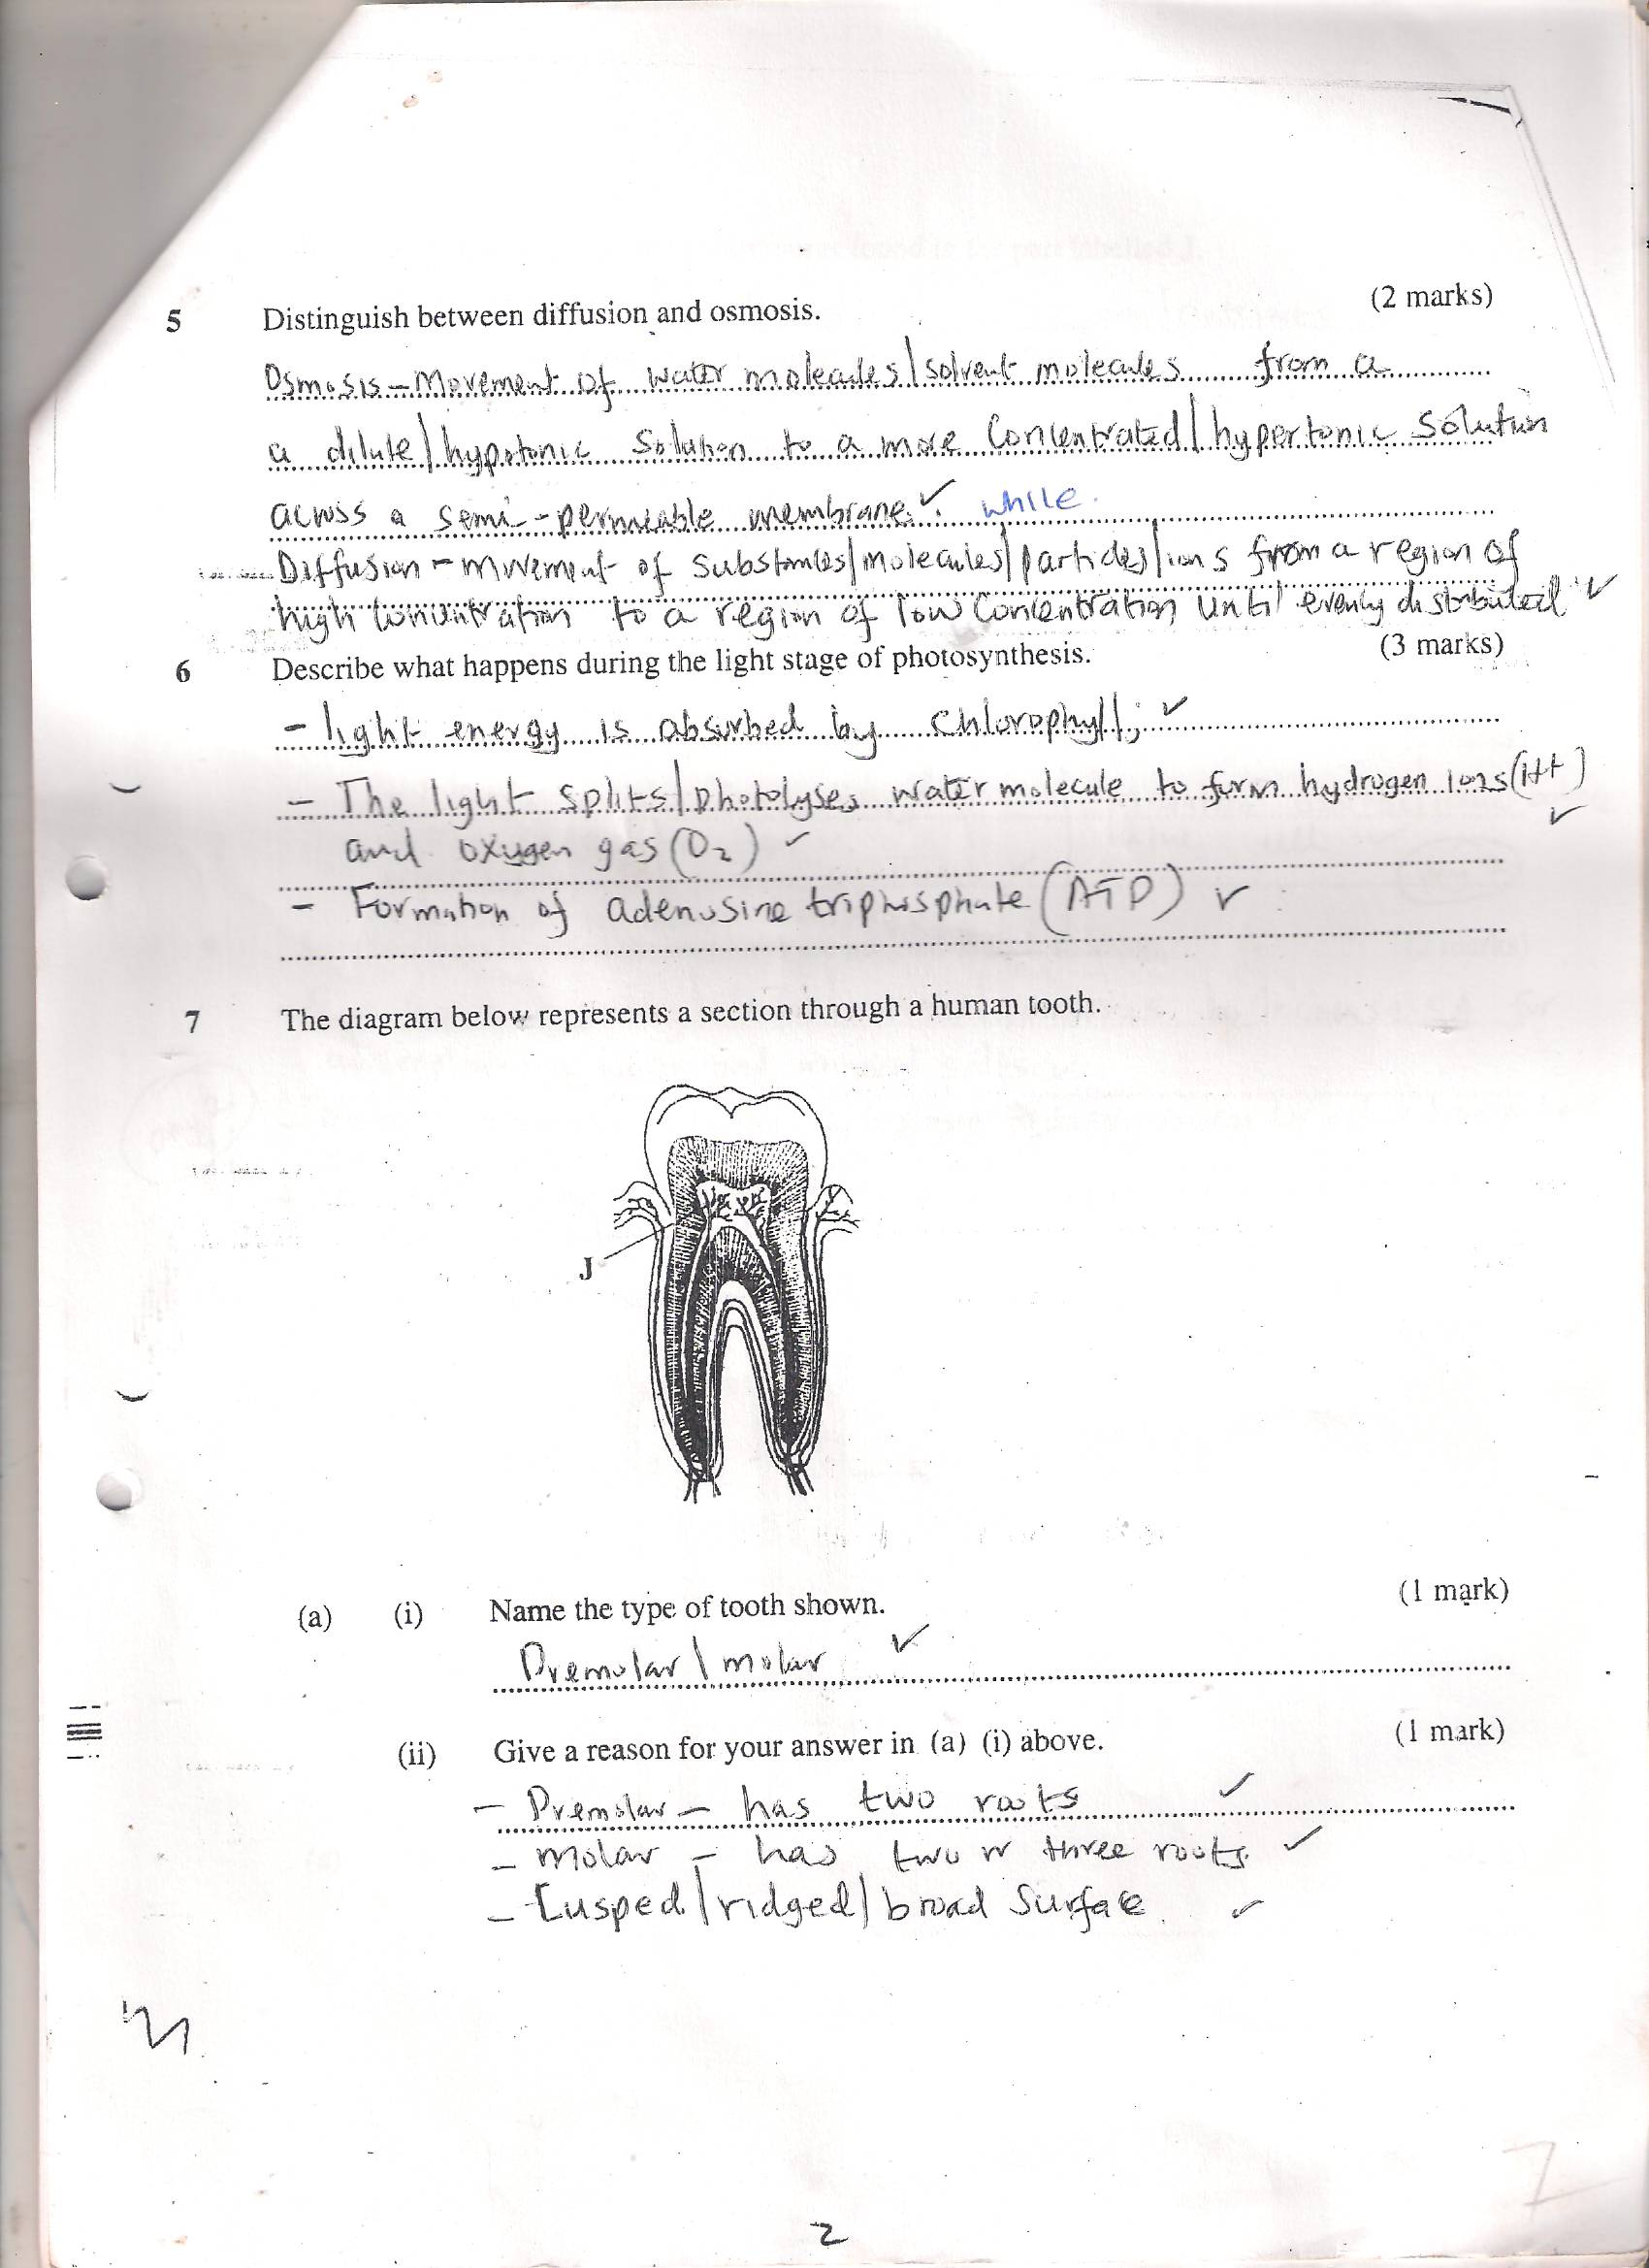 5 Distinguish between diffusion and osmosis. (2 marks)
Osmosis - Movement of water molecules/solvent molecules from a
a dilute/hypotonic solution to a more Concentrated/hypertonic solution
across a semi-permeable membrane ✓. while.
Diffusion - movement of substances/molecules/particles/ions from a region of
high concentration to a region of low concentration until evenly distributed ✓
6 Describe what happens during the light stage of photosynthesis. (3 marks)
- light energy is absorbed by chlorophyll; ✓
- The light splits/photolyses water molecule to form hydrogen ions (H+) ✓
and oxygen gas (O2) ✓
- Formation of adenosine triphosphate (ATP) ✓
7 The diagram below represents a section through a human tooth.
J
(a) (i) Name the type of tooth shown. (1 mark)
Premolar/molar ✓
(ii) Give a reason for your answer in (a) (i) above. (1 mark)
- Premolar - has two roots ✓
- Molar - has two or three roots. ✓
- Cusped/ridged/broad surface. ✓
2